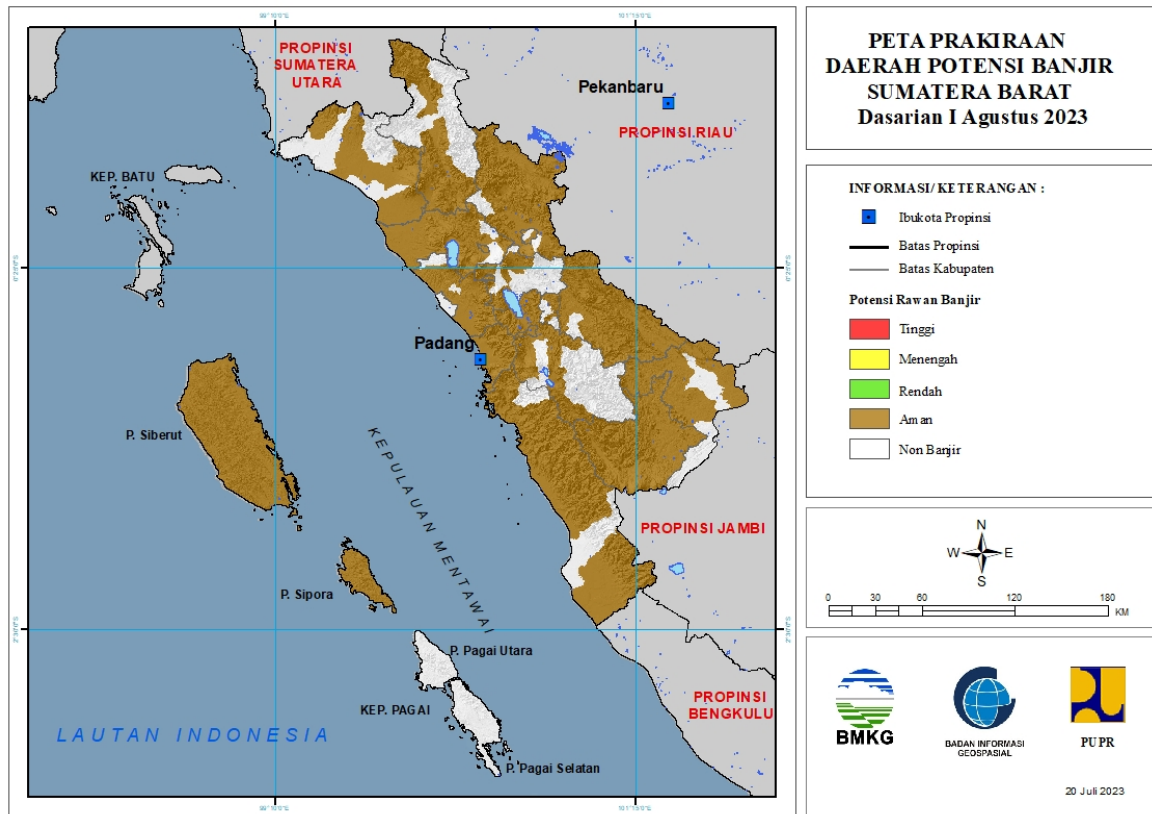 PETA PRAKIRAAN
DAERAH POTENSI BANJIR
SUMATERA BARAT
Dasarian I Agustus 2023
INFORMASI/ KETERANGAN :
Ibukota Propinsi
Batas Propinsi
Batas Kabupaten
Potensi Rawan Banjir
Tinggi
Menengah
Rendah
Aman
Non Banjir
N
W E
S
0 15 30 45 60 120 180
KM
BMKG
BADAN INFORMASI
GEOSPASIAL
PUPR
20 Juli 2023
PROPINSI
SUMATERA
UTARA
Pekanbaru
PROPINSI RIAU
KEP. BATU
Padang
P. Siberut
KEPULAUAN MENTAWAI
PROPINSI JAMBI
P. Sipora
P. Pagai Utara
KEP. PAGAI
PROPINSI
BENGKULU
LAUTAN INDONESIA
P. Pagai Selatan